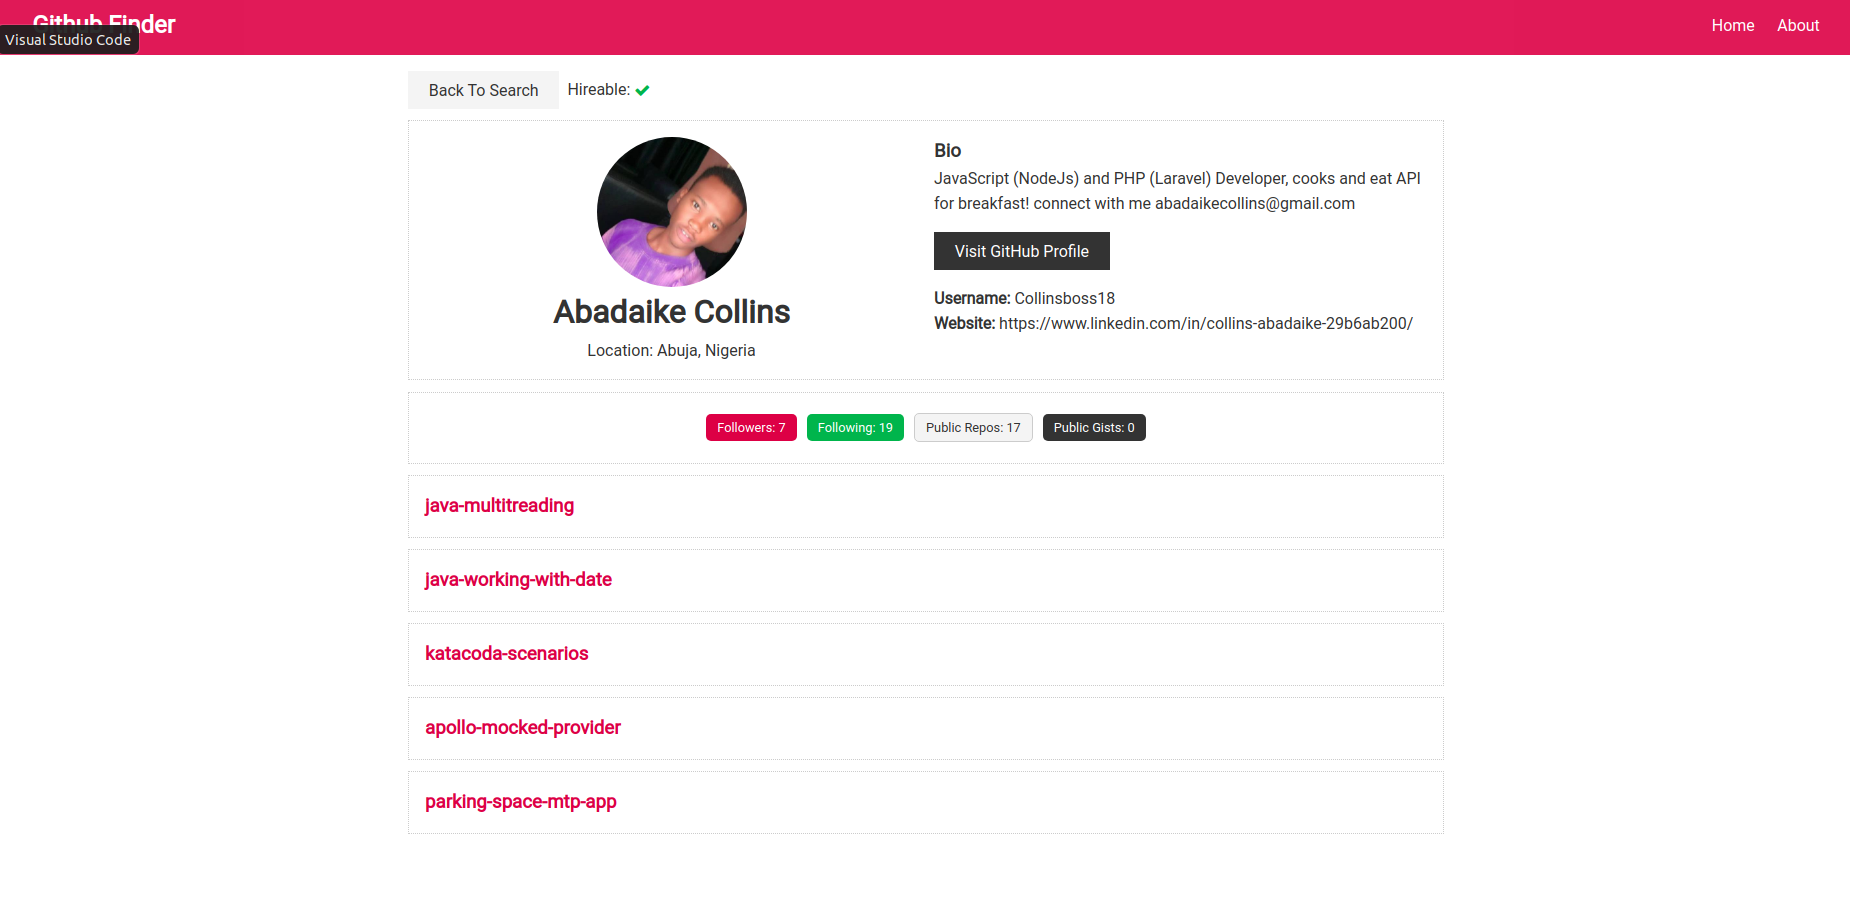 Github Finder
Visual Studio Code
Home
About
Back To Search
Hireable:
Bio
JavaScript (NodeJs) and PHP (Laravel) Developer, cooks and eat API
for breakfast! connect with me abadaikecollins@gmail.com
Visit GitHub Profile
Username: Collinsboss18
Website: https://www.linkedin.com/in/collins-abadaike-29b6ab200/
Abadaike Collins
Location: Abuja, Nigeria
Followers: 7
Following: 19
Public Repos: 17
Public Gists: 0
java-multitreading
java-working-with-date
katacoda-scenarios
apollo-mocked-provider
parking-space-mtp-app